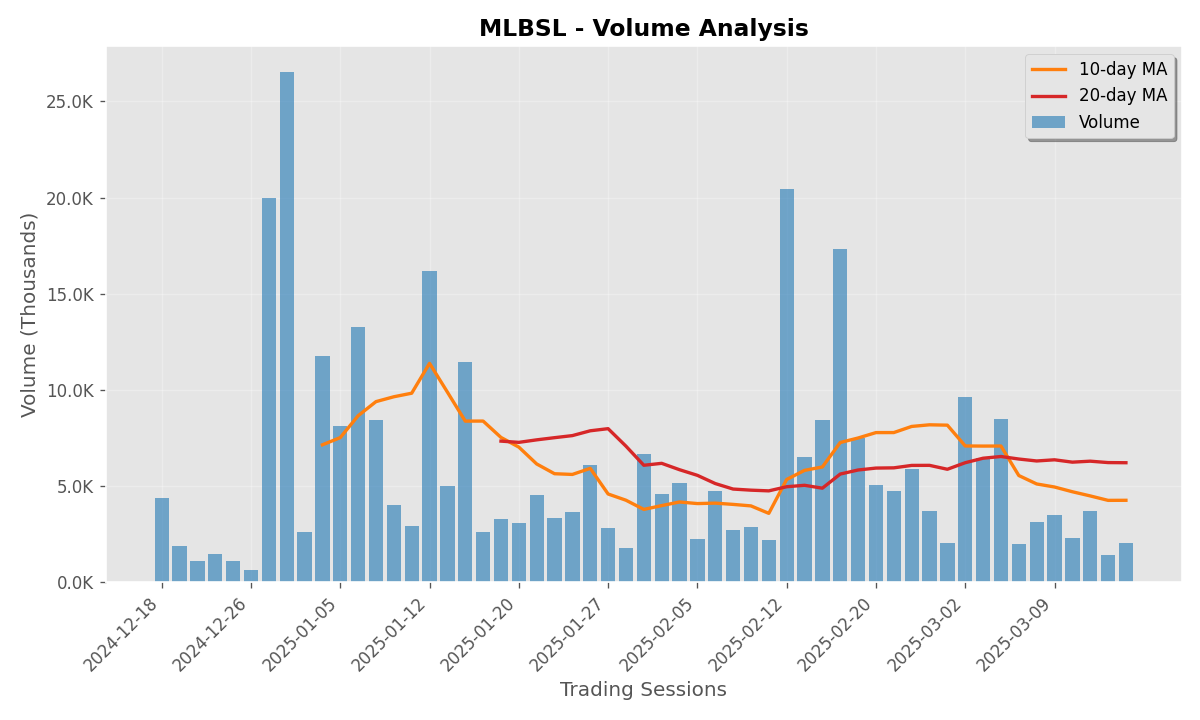 MLBSL - Volume Analysis
10-day MA
20-day MA
Volume
Volume (Thousands)
25.0K
20.0K
15.0K
10.0K
5.0K
0.0K
2024-12-18
2024-12-26
2025-01-05
2025-01-12
2025-01-20
2025-01-27
2025-02-05
2025-02-12
2025-02-20
2025-03-02
2025-03-09
Trading Sessions